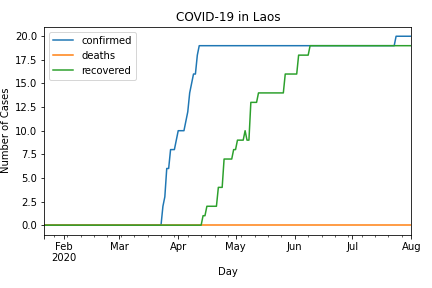 COVID-19 in Laos
confirmed
deaths
recovered
Number of Cases
20.0
17.5
15.0
12.5
10.0
7.5
5.0
2.5
0.0
Feb Mar Apr May Jun Jul Aug
2020
Day